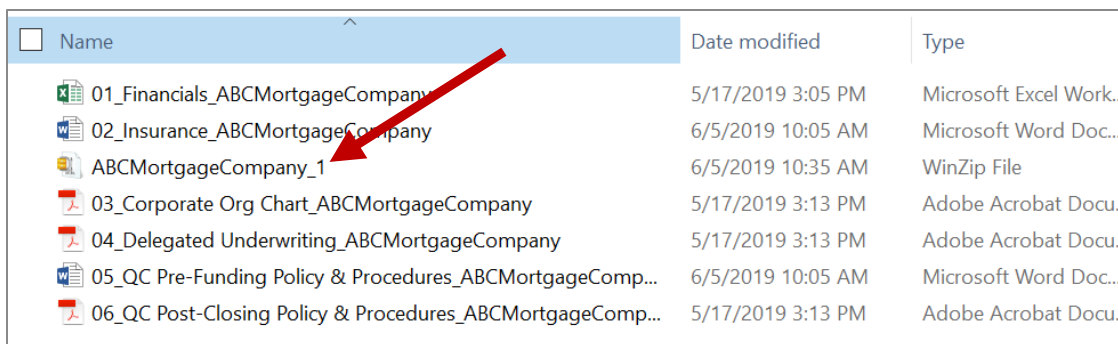 Name Date modified Type
01_Financials_ABCMortgageCompany 5/17/2019 3:05 PM Microsoft Excel Work...
02_Insurance_ABCMortgageCompany 6/5/2019 10:05 AM Microsoft Word Doc...
ABCMortgageCompany_1 6/5/2019 10:35 AM WinZip File
03_Corporate Org Chart_ABCMortgageCompany 5/17/2019 3:13 PM Adobe Acrobat Docu.
04_Delegated Underwriting_ABCMortgageCompany 5/17/2019 3:13 PM Adobe Acrobat Docu.
05_QC Pre-Funding Policy & Procedures_ABCMortgageComp... 6/5/2019 10:05 AM Microsoft Word Doc...
06_QC Post-Closing Policy & Procedures_ABCMortgageComp... 5/17/2019 3:13 PM Adobe Acrobat Docu.